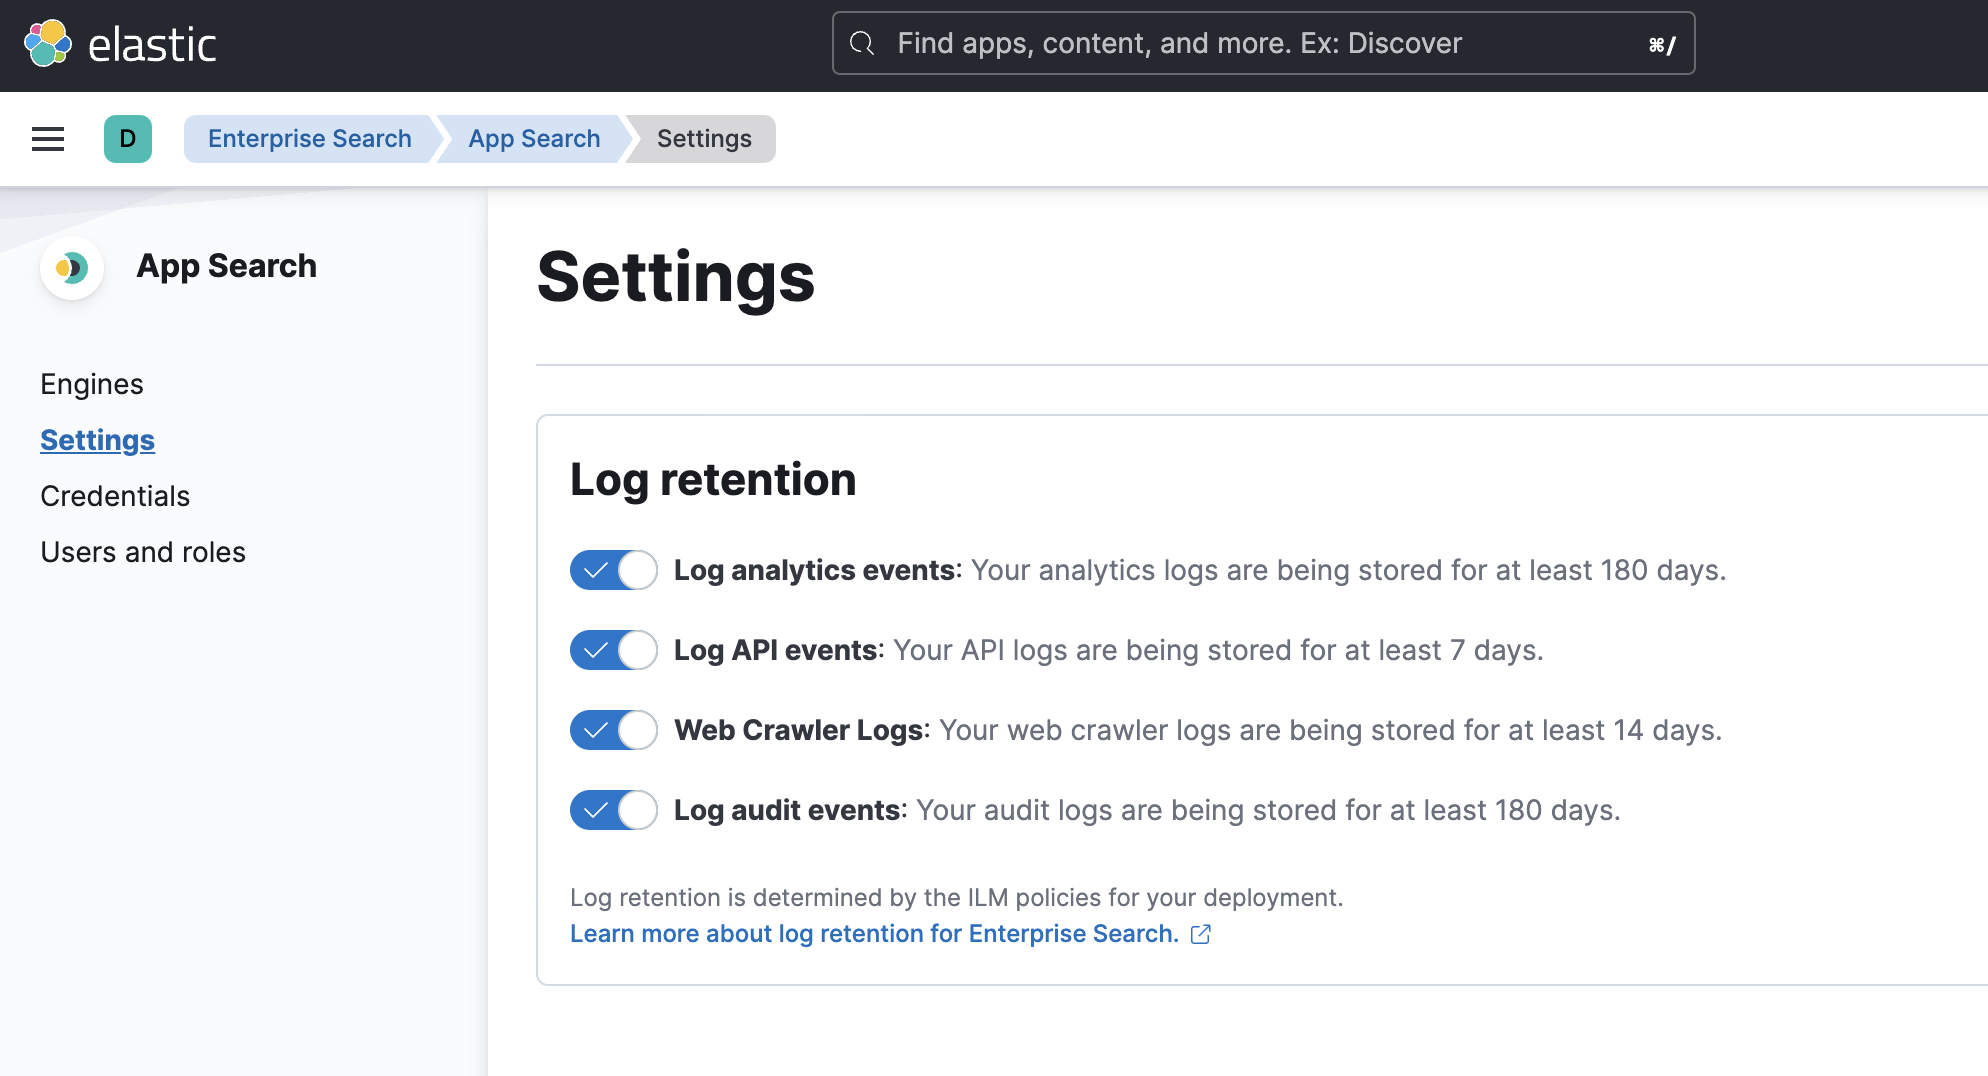 elastic
Find apps, content, and more. Ex: Discover ⌘/
D Enterprise Search App Search Settings
App Search
Engines
Settings
Credentials
Users and roles
Settings
Log retention
Log analytics events: Your analytics logs are being stored for at least 180 days.
Log API events: Your API logs are being stored for at least 7 days.
Web Crawler Logs: Your web crawler logs are being stored for at least 14 days.
Log audit events: Your audit logs are being stored for at least 180 days.
Log retention is determined by the ILM policies for your deployment.
Learn more about log retention for Enterprise Search.